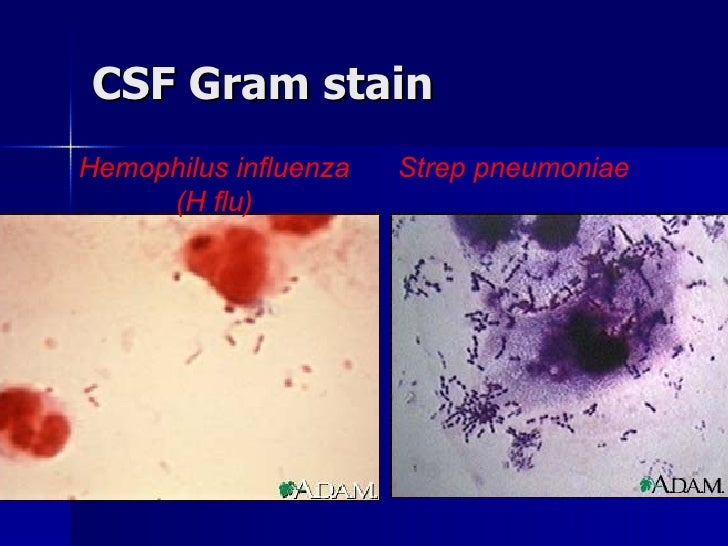 CSF Gram stain
Hemophilus influenza
(H flu)
Strep pneumoniae
A.D.A.M.
A.D.A.M.